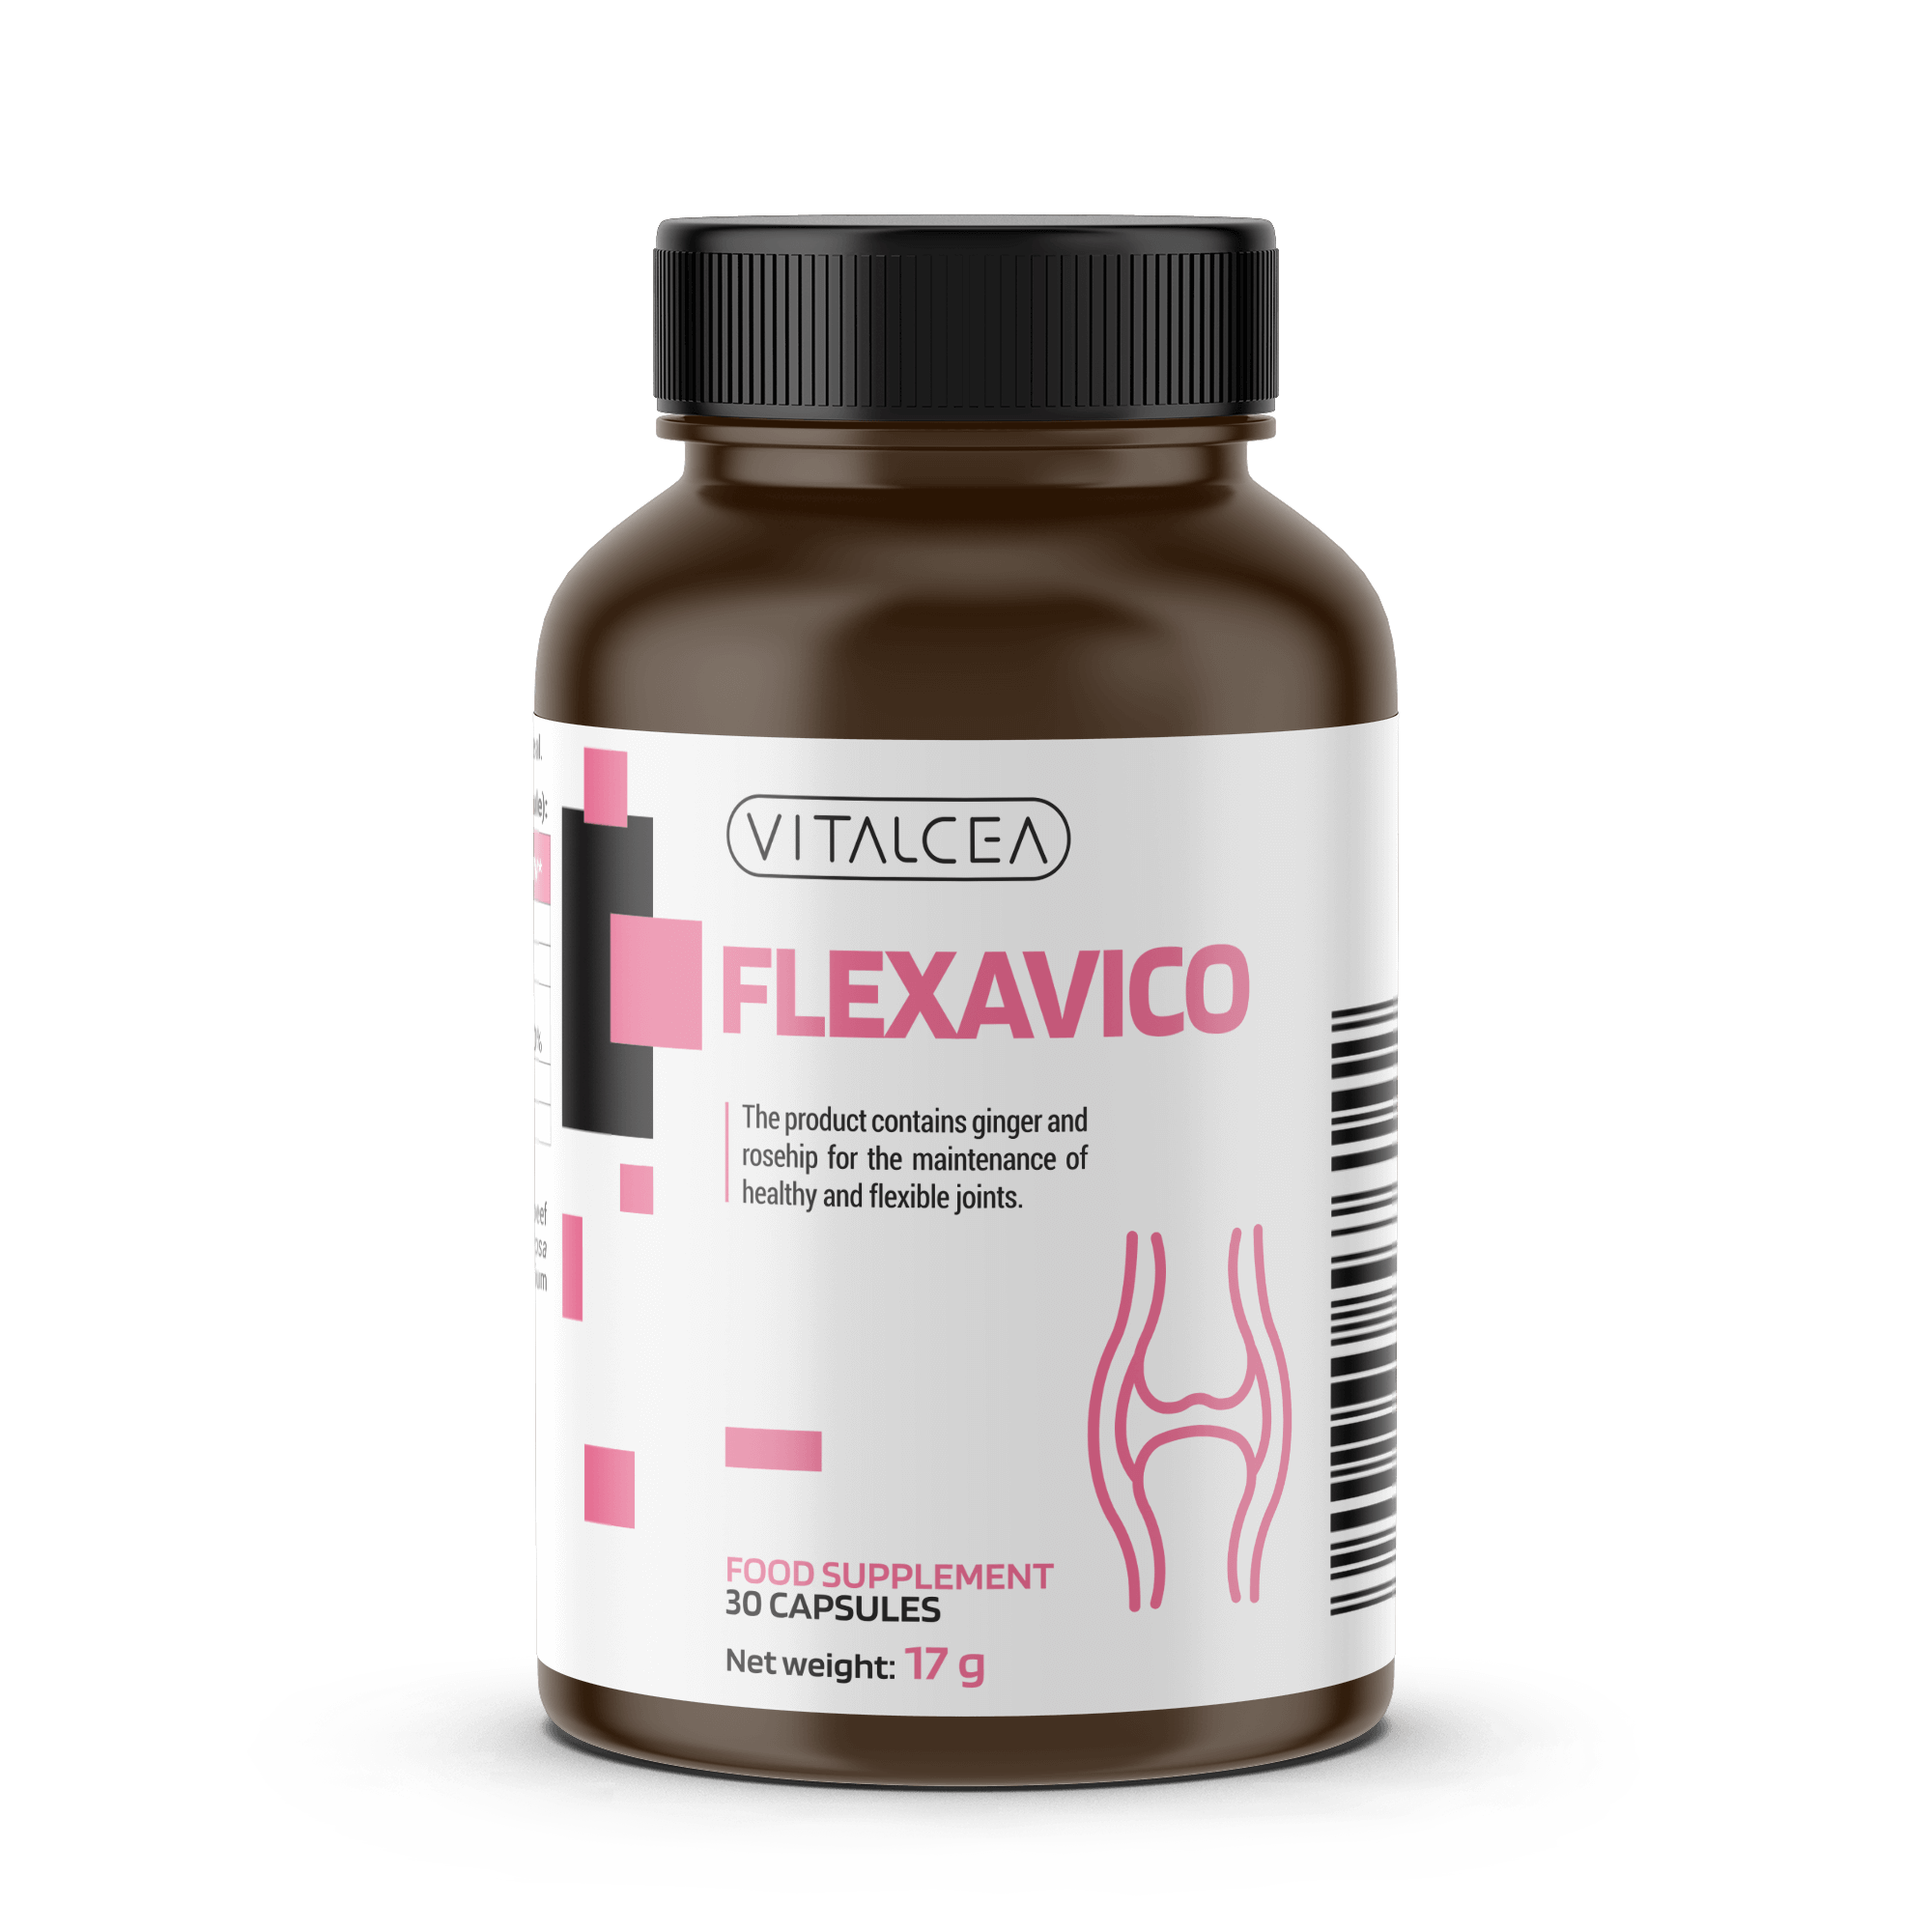 VITALCEA
FLEXAVICO
The product contains ginger and
rosehip for the maintenance of
healthy and flexible joints.
FOOD SUPPLEMENT
30 CAPSULES
Net weight: 17 g